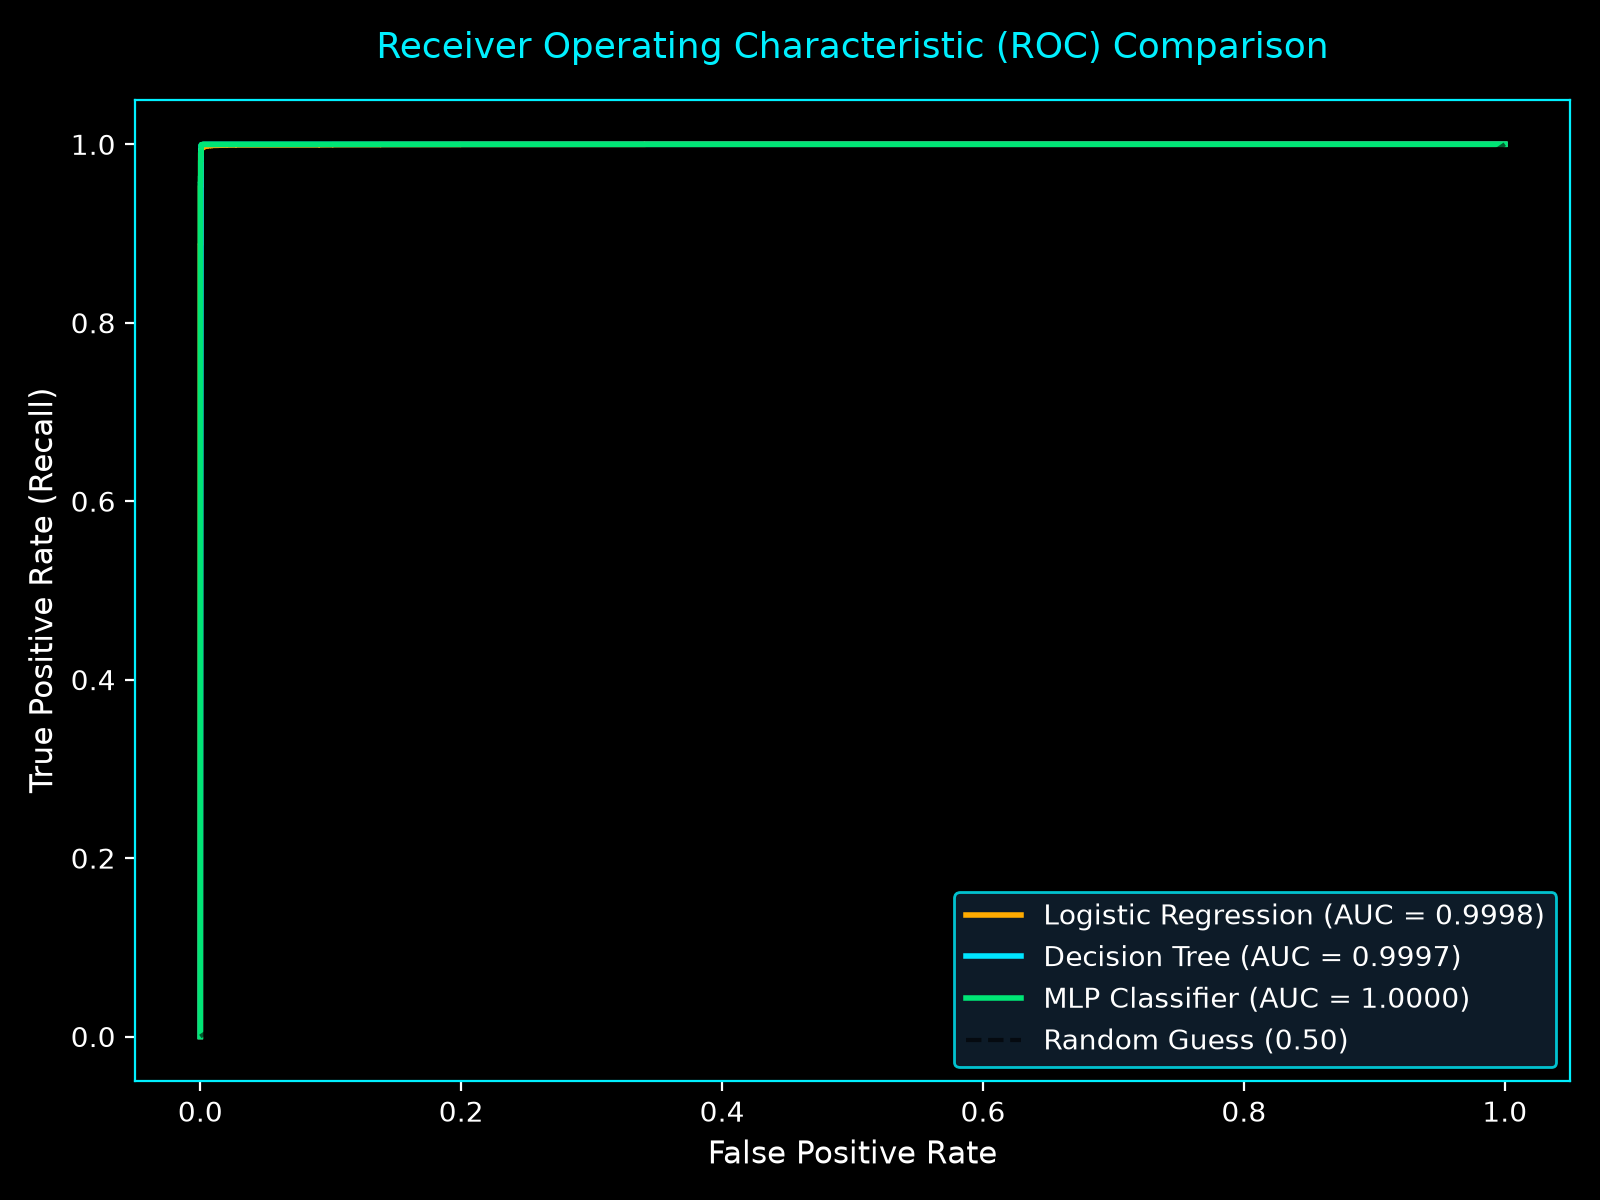 Receiver Operating Characteristic (ROC) Comparison
1.0
0.8
0.6
0.4
0.2
0.0
True Positive Rate (Recall)
Logistic Regression (AUC = 0.9998)
Decision Tree (AUC = 0.9997)
MLP Classifier (AUC = 1.0000)
Random Guess (0.50)
0.0 0.2 0.4 0.6 0.8 1.0
False Positive Rate